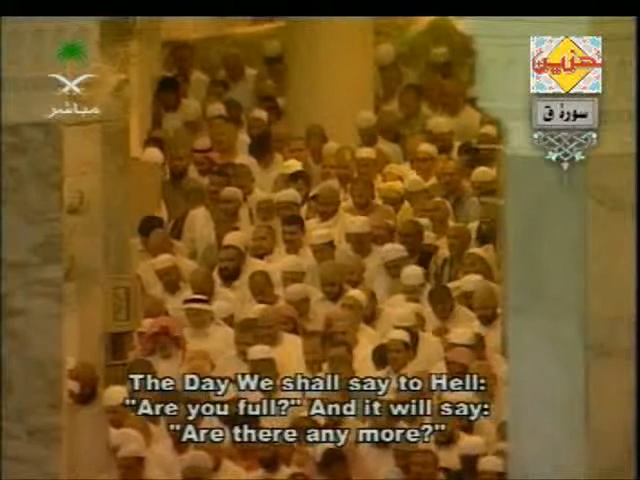 مباشر
حزين
سورة ق
The Day We shall say to Hell:
"Are you full?" And it will say:
"Are there any more?"